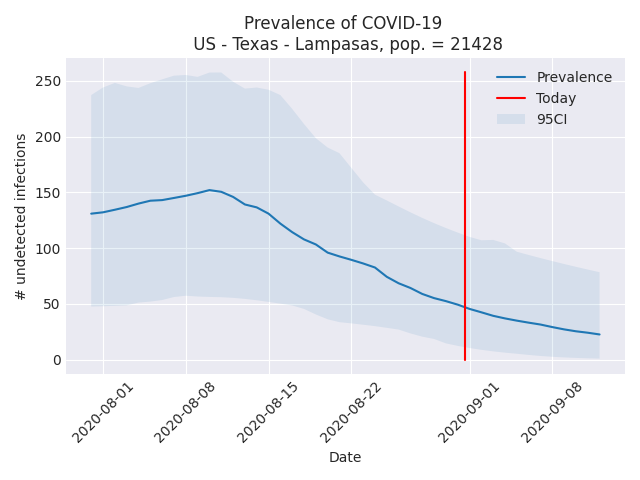 Prevalence of COVID-19
US - Texas - Lampasas, pop. = 21428
Prevalence
Today
95CI
# undetected infections
250
200
150
100
50
0
2020-08-01
2020-08-08
2020-08-15
2020-08-22
2020-09-01
2020-09-08
Date